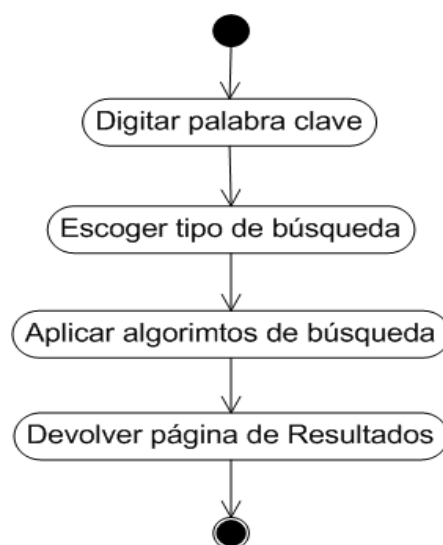 Digitar palabra clave
Escoger tipo de búsqueda
Aplicar algorimtos de búsqueda
Devolver página de Resultados